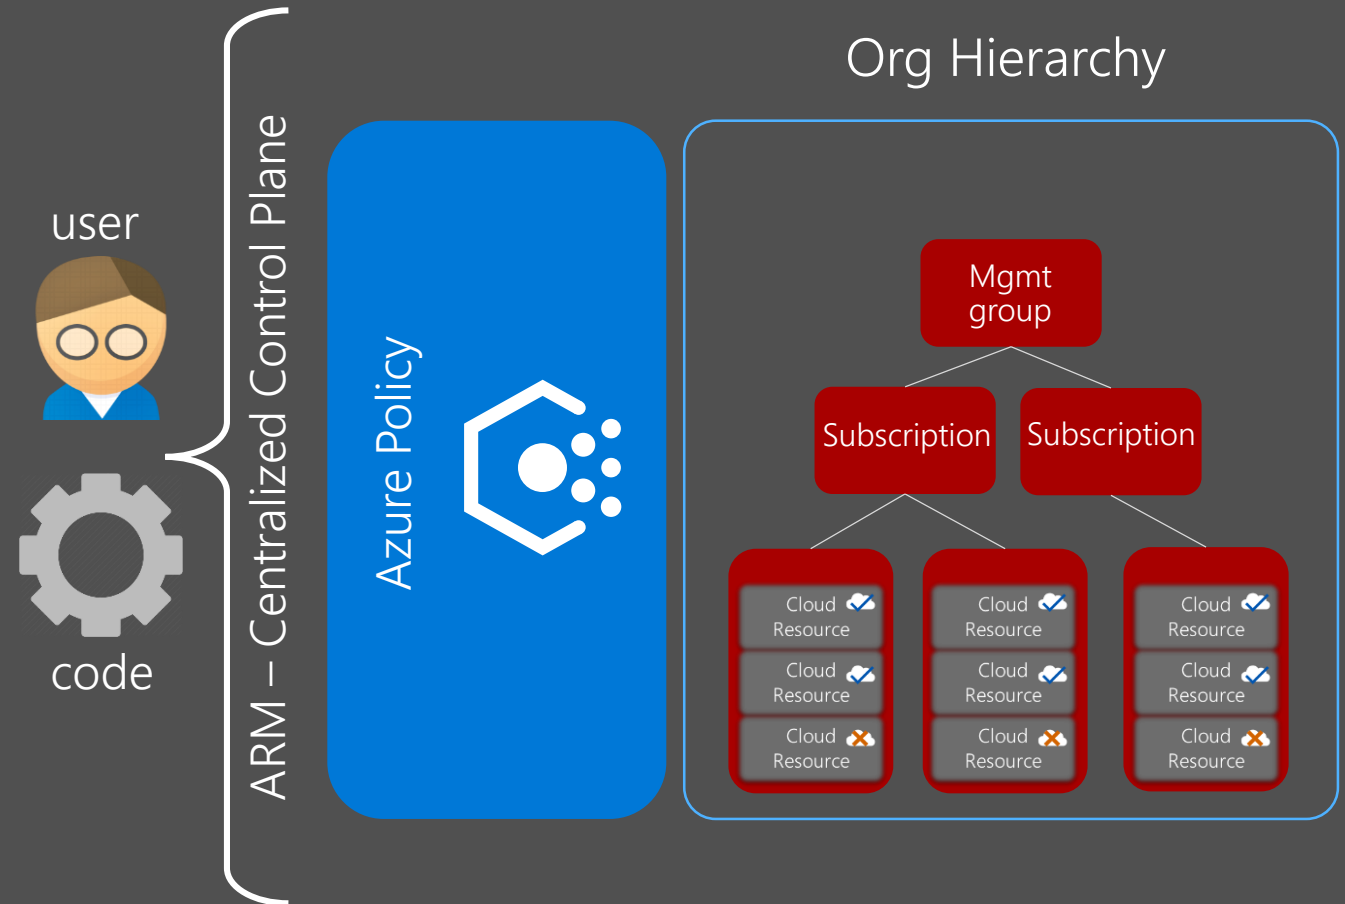 Org Hierarchy
user
code
ARM – Centralized Control Plane
Azure Policy
Mgmt
group
Subscription
Subscription
Cloud
Resource
Cloud
Resource
Cloud
Resource
Cloud
Resource
Cloud
Resource
Cloud
Resource
Cloud
Resource
Cloud
Resource
Cloud
Resource